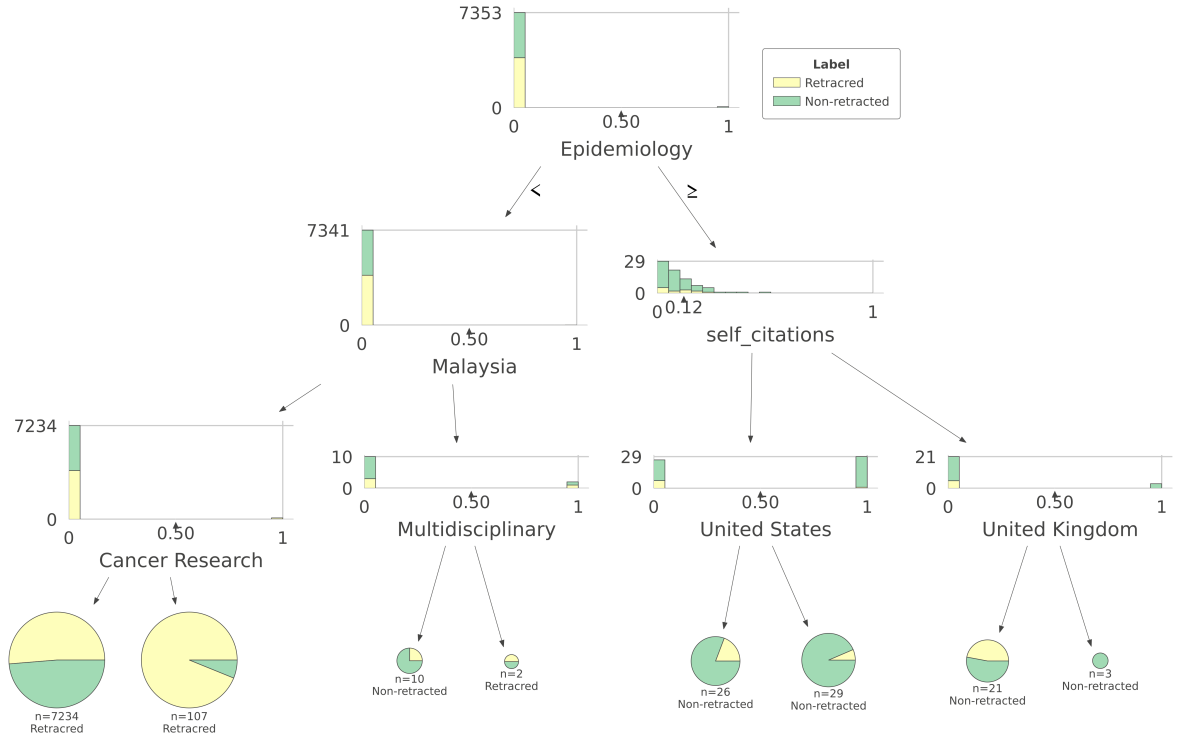 7353
0
0
0.50
1
Epidemiology
Label
Retracred
Non-retracted
<
≥
7341
0
0
0.50
1
Malaysia
29
0
0
0.12
1
self_citations
7234
0
0
0.50
1
Cancer Research
10
0
0
0.50
1
Multidisciplinary
29
0
0
0.50
1
United States
21
0
0
0.50
1
United Kingdom
n=7234
Retracred
n=107
Retracred
n=10
Non-retracted
n=2
Retracred
n=26
Non-retracted
n=29
Non-retracted
n=21
Non-retracted
n=3
Non-retracted